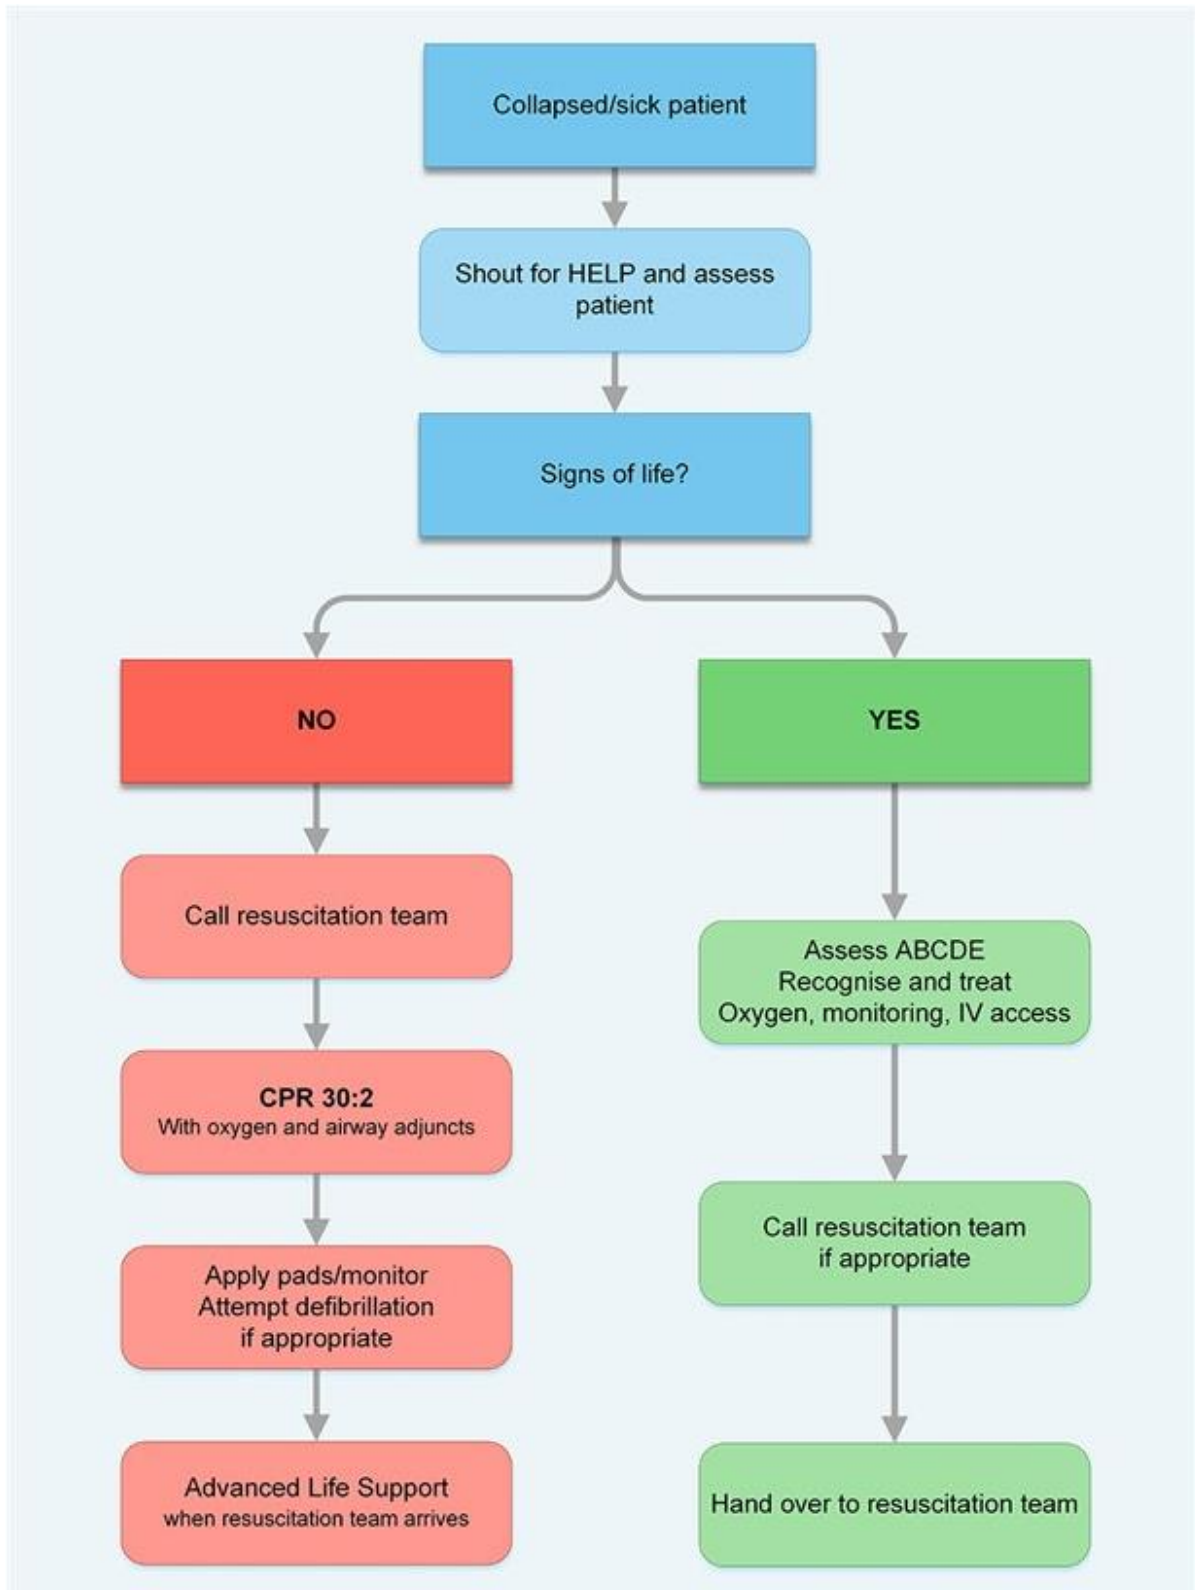 Collapsed/sick patient
Shout for HELP and assess
patient
Signs of life?
NO
Call resuscitation team
CPR 30:2
With oxygen and airway adjuncts
Apply pads/monitor
Attempt defibrillation
if appropriate
Advanced Life Support
when resuscitation team arrives
YES
Assess ABCDE
Recognise and treat
Oxygen, monitoring, IV access
Call resuscitation team
if appropriate
Hand over to resuscitation team